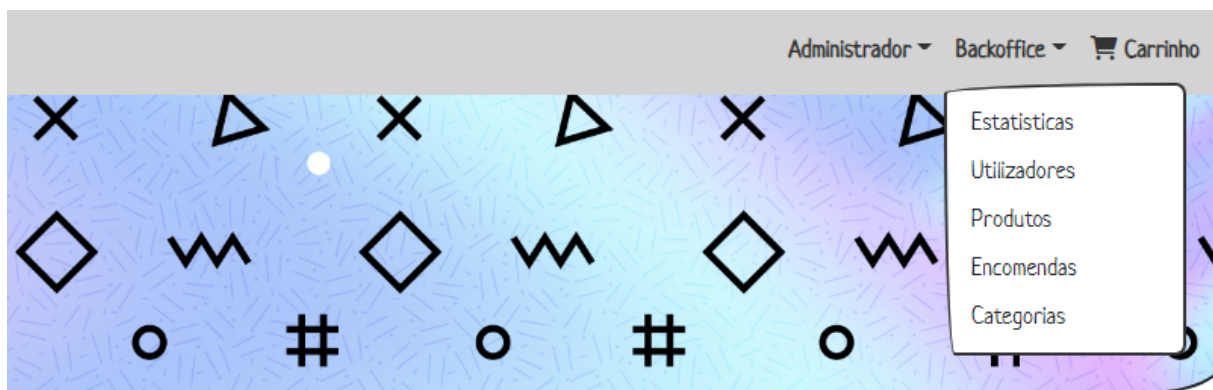 Administrador Backoffice Carrinho
Estatisticas
Utilizadores
Produtos
Encomendas
Categorias